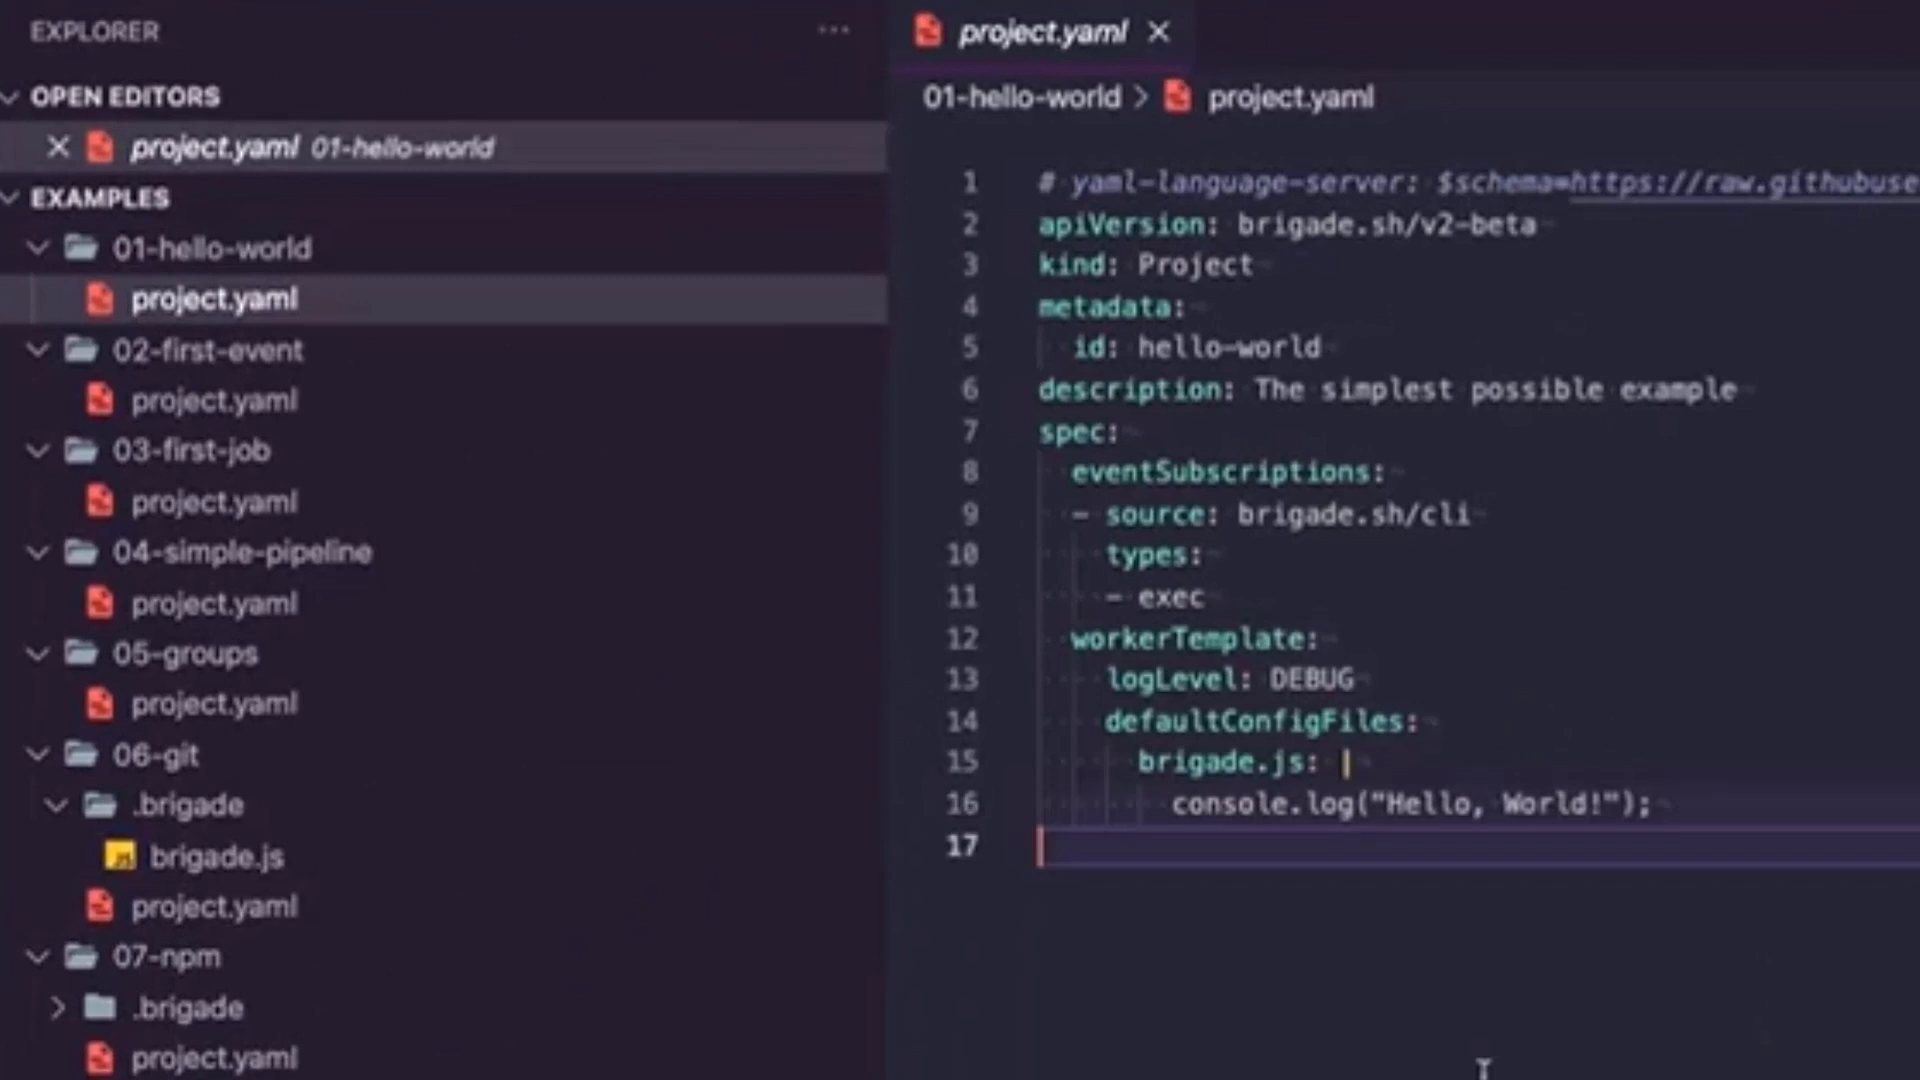 EXPLORER
OPEN EDITORS
project.yaml 01-hello-world
EXAMPLES
01-hello-world
project.yaml
02-first-event
project.yaml
03-first-job
project.yaml
04-simple-pipeline
project.yaml
05-groups
project.yaml
06-git
.brigade
JS brigade.js
project.yaml
07-npm
.brigade
project.yaml
project.yaml
01-hello-world > project.yaml
1 # yaml-language-server: $schema=https://raw.githubuse
2 apiVersion: brigade.sh/v2-beta
3 kind: Project
4 metadata:
5 id: hello-world
6 description: The simplest possible example
7 spec:
8 eventSubscriptions:
9 - source: brigade.sh/cli
10 types:
11 - exec
12 workerTemplate:
13 logLevel: DEBUG
14 defaultConfigFiles:
15 brigade.js: |
16 console.log("Hello, World!");
17